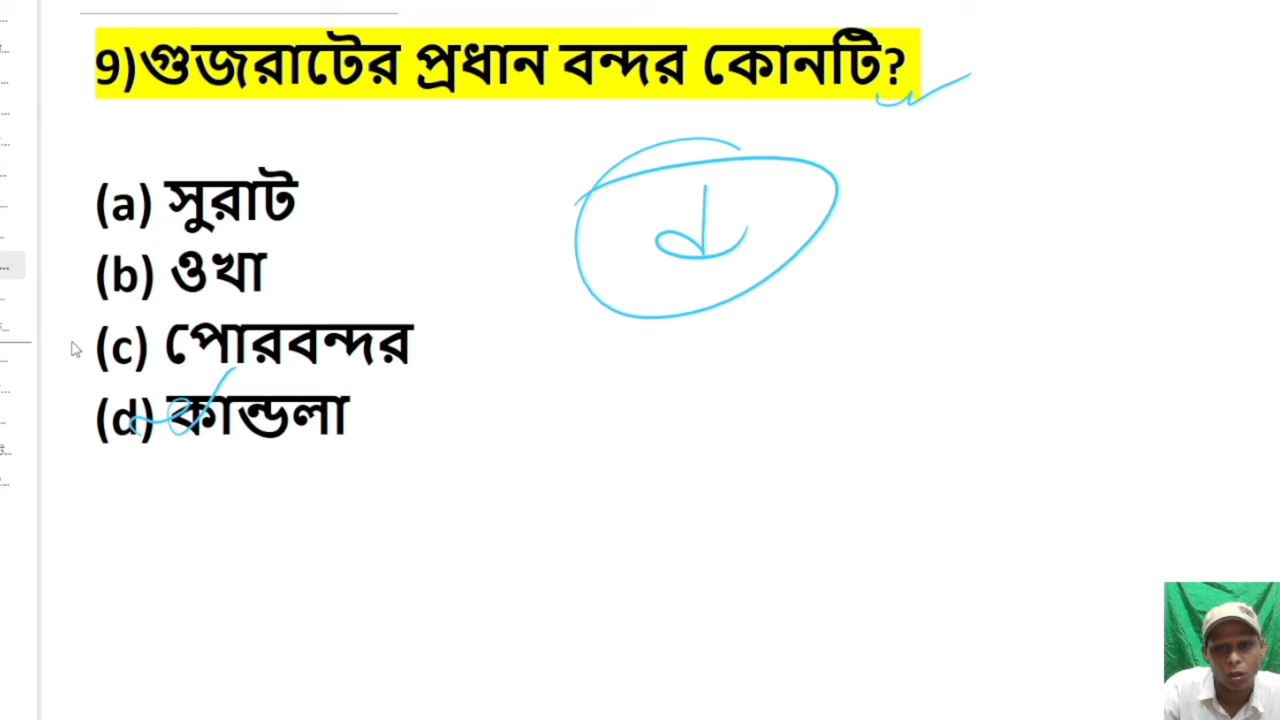 9)গুজরাটের প্রধান বন্দর কোনটি?
d
(a) সুরাট
(b) ওখা
(c) পোরবন্দর
(d) কান্ডলা